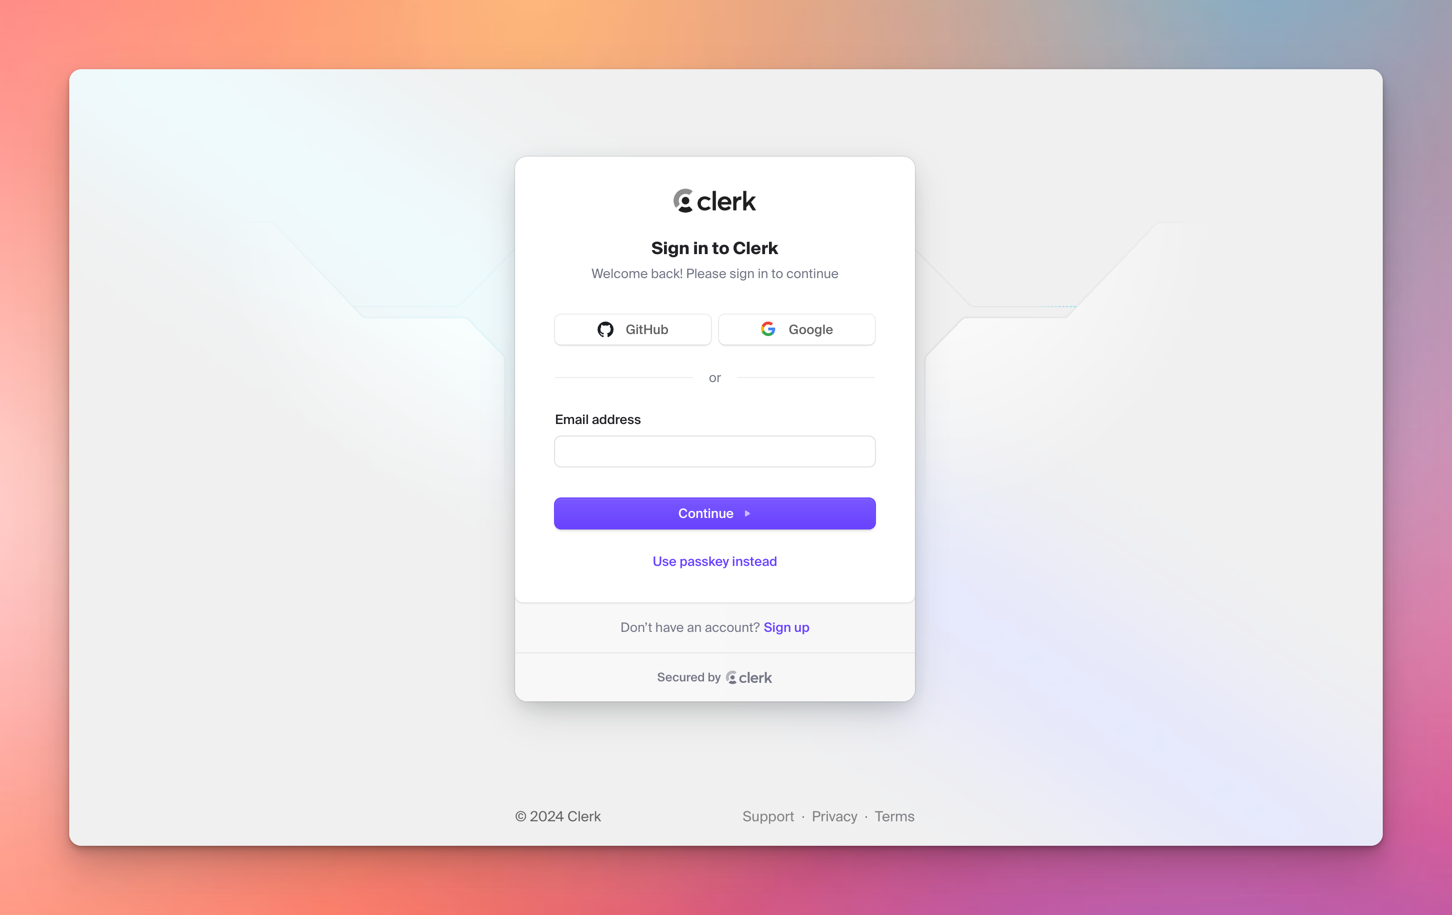 clerk
Sign in to Clerk
Welcome back! Please sign in to continue
GitHub
Google
or
Email address
Continue
Use passkey instead
Don't have an account? Sign up
Secured by clerk
© 2024 Clerk
Support · Privacy · Terms